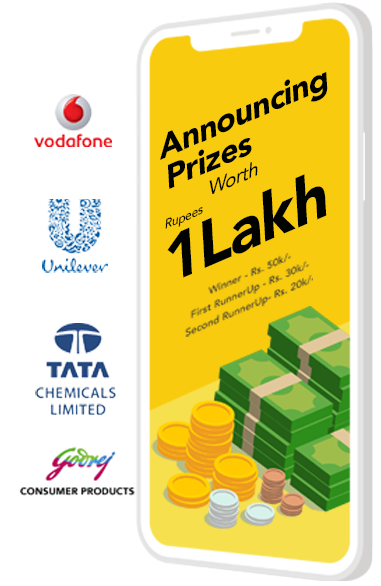 vodafone
Unilever
TATA
CHEMICALS
LIMITED
Godrej
CONSUMER PRODUCTS
Announcing
Prizes
Worth
Rupees
1Lakh
Winner - Rs. 50k/-
First RunnerUp - Rs. 30k/-
Second RunnerUp- Rs. 20k/-